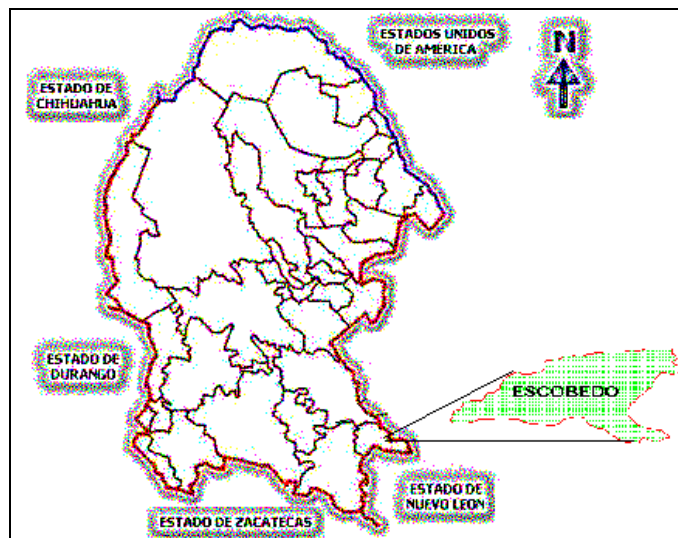 ESTADOS UNIDOS
DE AMERICA
N
ESTADO DE
CHIHUAHUA
ESTADO DE
DURANGO
ESCOBEDO
ESTADO DE
NUEVO LEON
ESTADO DE ZACATECAS